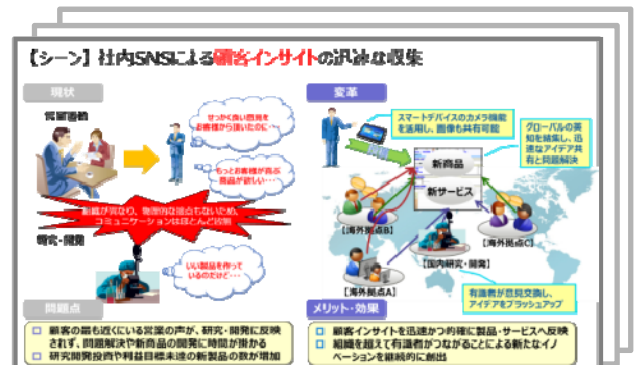 【シーン】社内SNSによる顧客インサイトの迅速な収集
現状
営業
せっかく良い意見を
お客様から頂いたのに・・
もっとお客様が喜ぶ
商品が欲しい・・・
組織が異なり、物理的な接点もないため、
コミュニケーションはほとんど
研究・開発
いい製品を作って
いるのだけど・・・
問題点
顧客の最も近くにいる営業の声が、研究・開発に反映
されず、問題解決や新商品の開発に時間が掛かる
研究開発投資や利益目標未達の新製品の数が増加
変革
スマートデバイスのカメラ機能
を活用し、画像も共有可能
グローバルの英
知を結集し、迅
速なアイデア共
有と問題解決
新商品
新サービス
【海外拠点B】
【海外拠点C】
【国内研究・開発】
【海外拠点A】
有識者が意見交換し、
アイデアをブラッシュアップ
メリット・効果
顧客インサイトを迅速かつ的確に製品・サービスへ反映
組織を超えて有識者がつながることによる新たなイノ
ベーションを継続的に創出